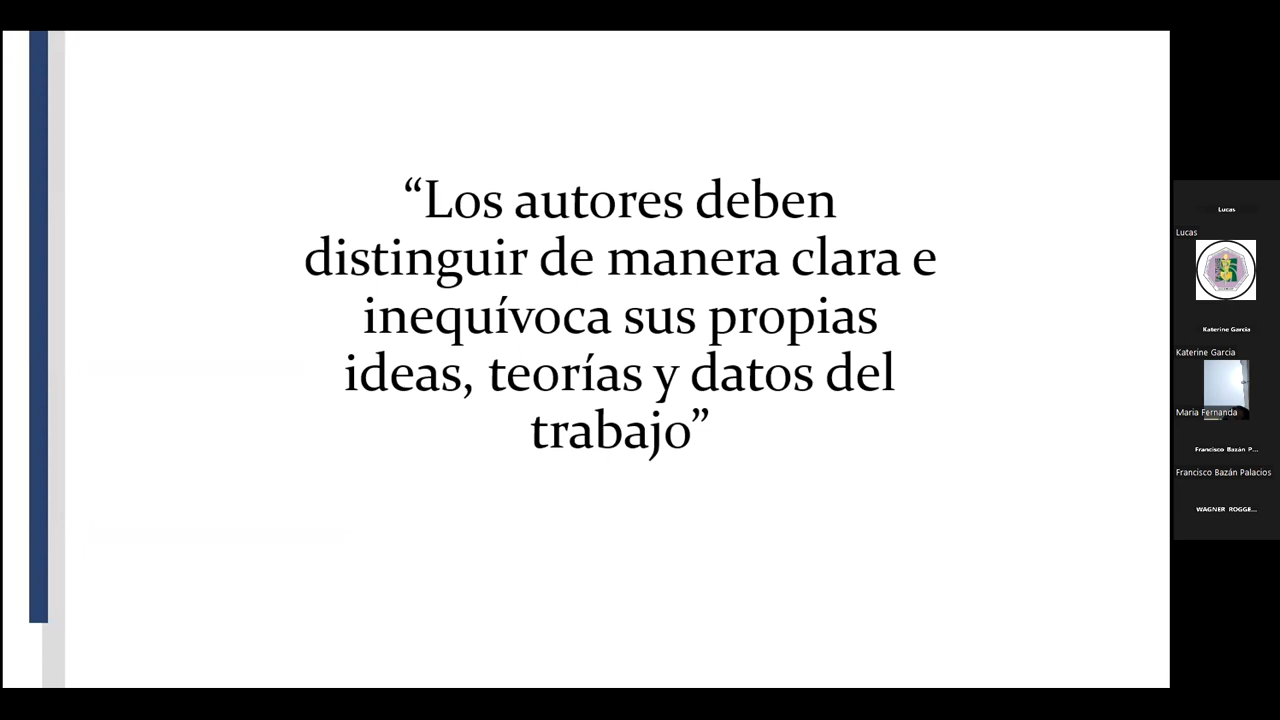 “Los autores deben
distinguir de manera clara e
inequívoca sus propias
ideas, teorías y datos del
trabajo”
Lucas
Lucas
Katerine Garcia
Katerine Garcia
Maria Fernanda
Francisco Bazán P...
Francisco Bazán Palacios
WAGNER ROGGE...